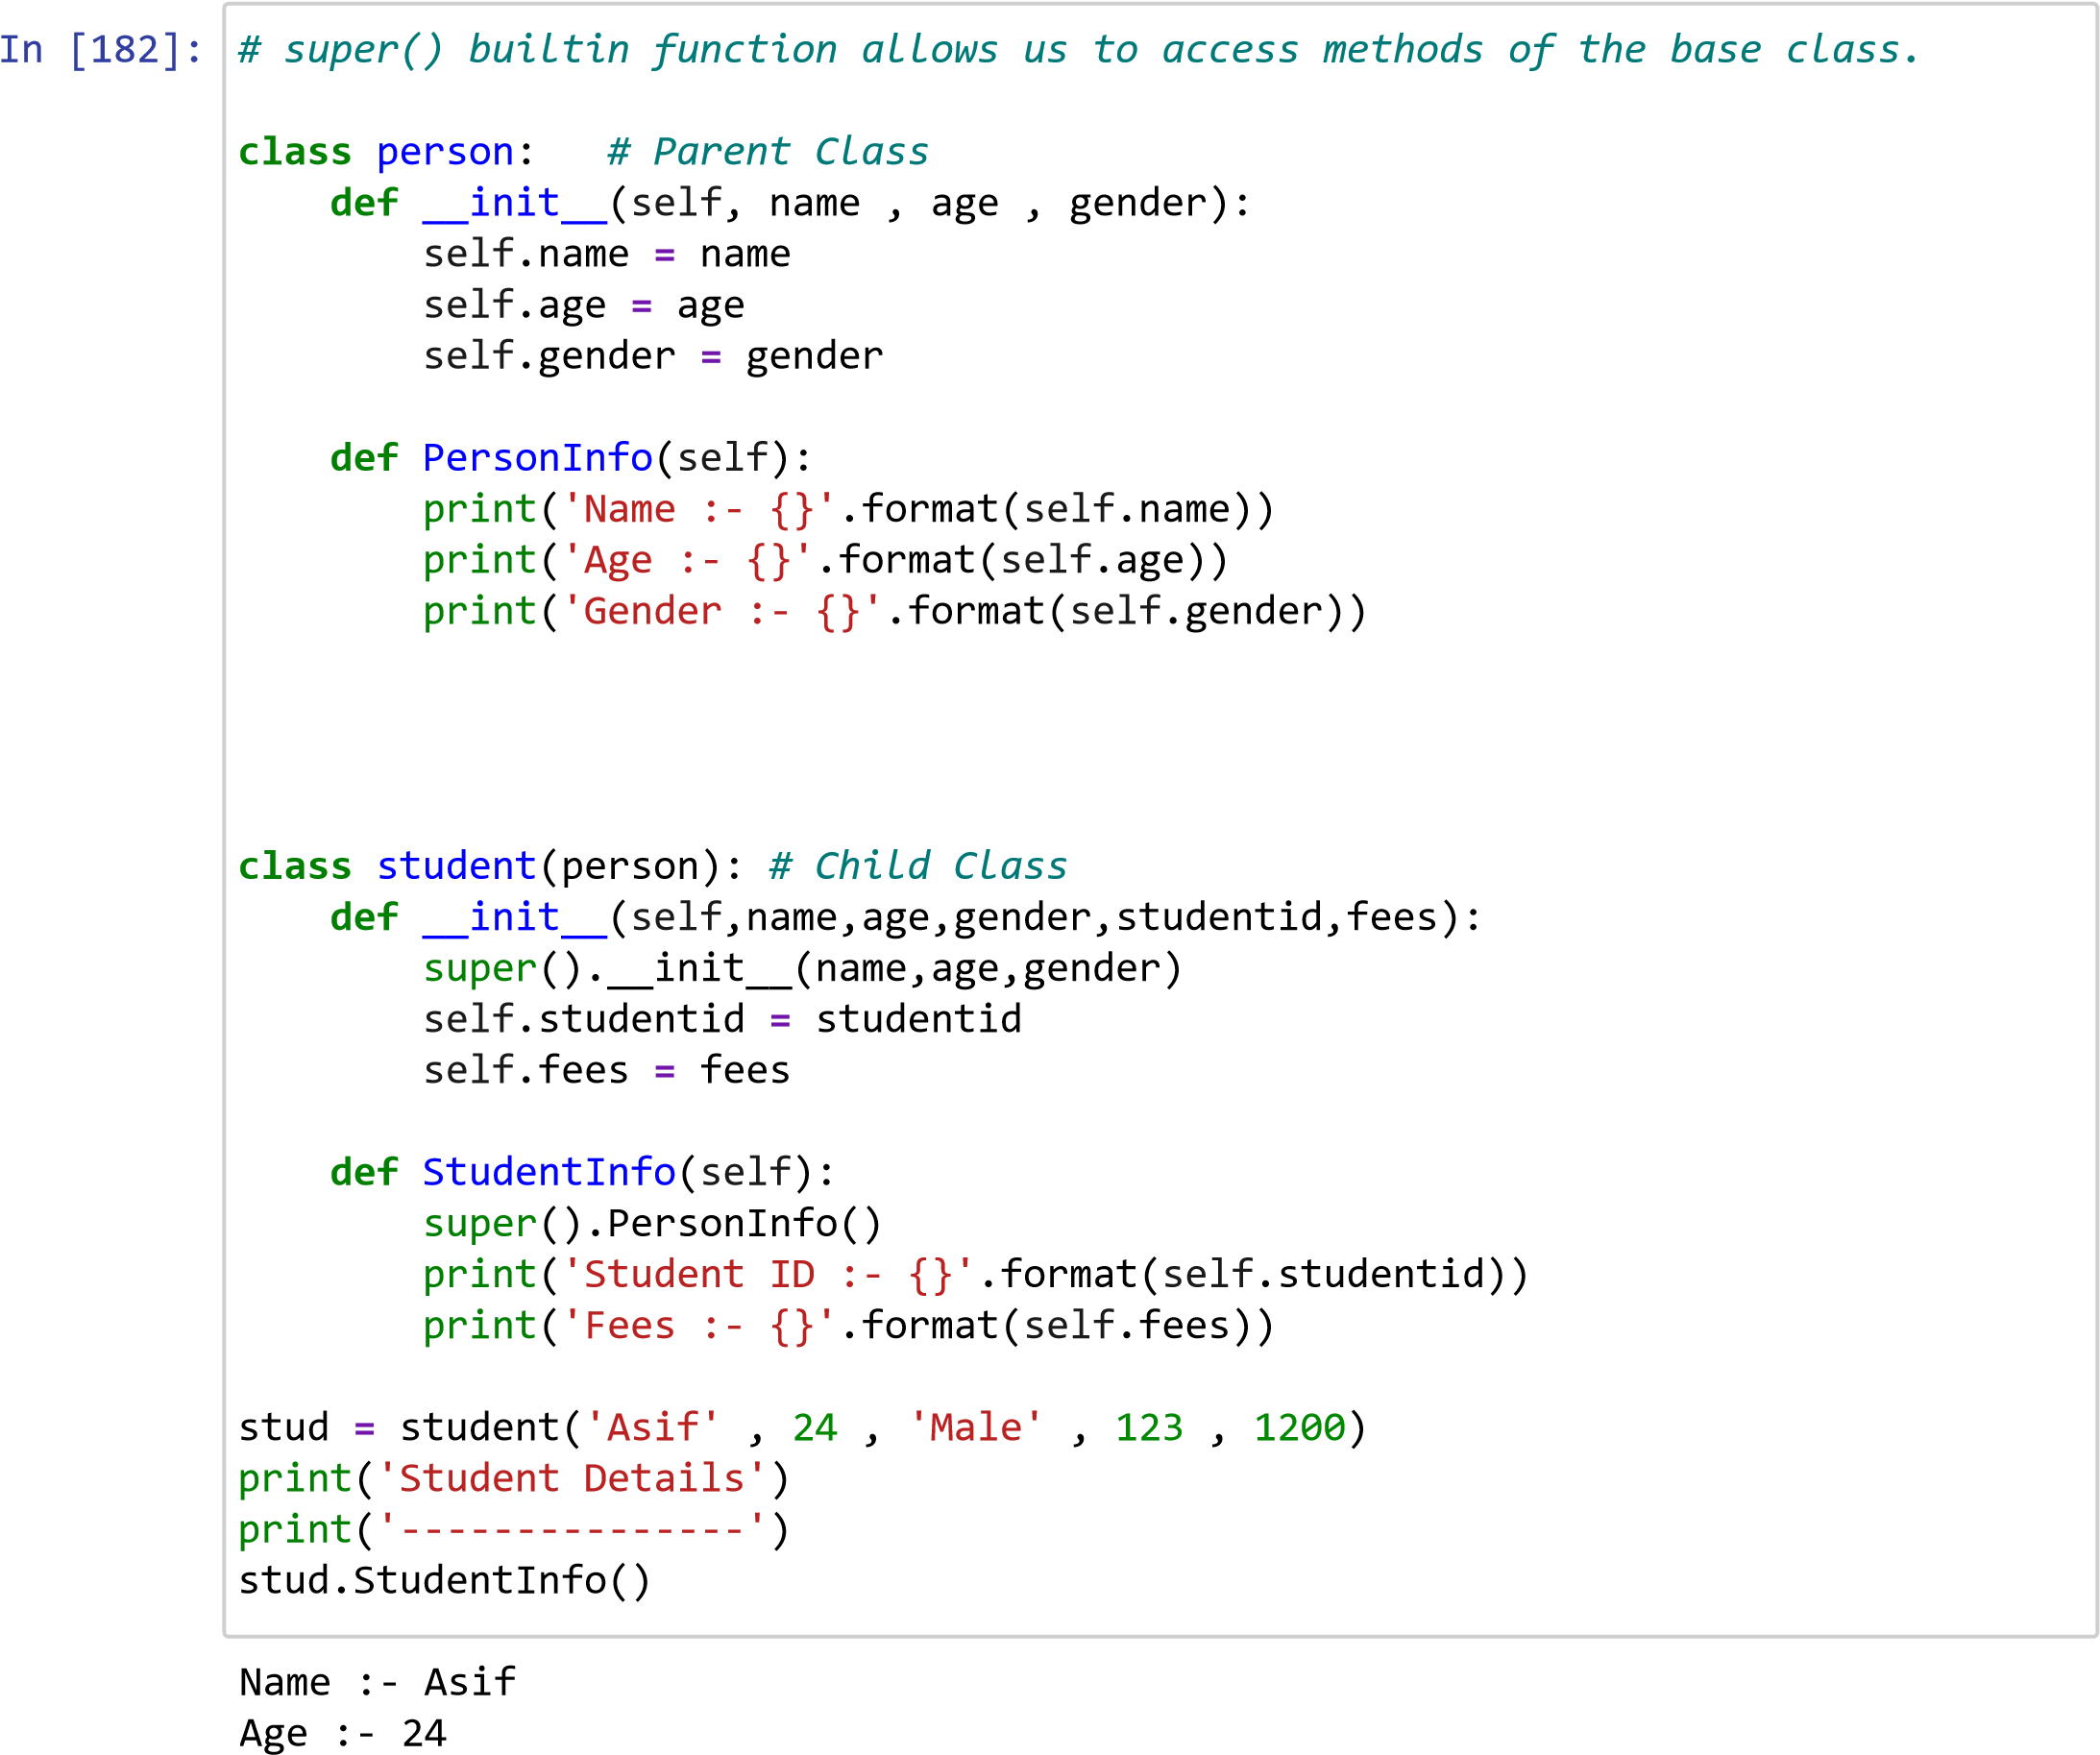 In [182]: # super() builtin function allows us to access methods of the base class.
class person:   # Parent Class
    def __init__(self, name , age , gender):
        self.name = name
        self.age = age
        self.gender = gender
    def PersonInfo(self):
        print('Name :- {}'.format(self.name))
        print('Age :- {}'.format(self.age))
        print('Gender :- {}'.format(self.gender))
class student(person): # Child Class
    def __init__(self,name,age,gender,studentid,fees):
        super().__init__(name,age,gender)
        self.studentid = studentid
        self.fees = fees
    def StudentInfo(self):
        super().PersonInfo()
        print('Student ID :- {}'.format(self.studentid))
        print('Fees :- {}'.format(self.fees))
stud = student('Asif' , 24 , 'Male' , 123 , 1200)
print('Student Details')
print('---------------')
stud.StudentInfo()
Name :- Asif
Age :- 24